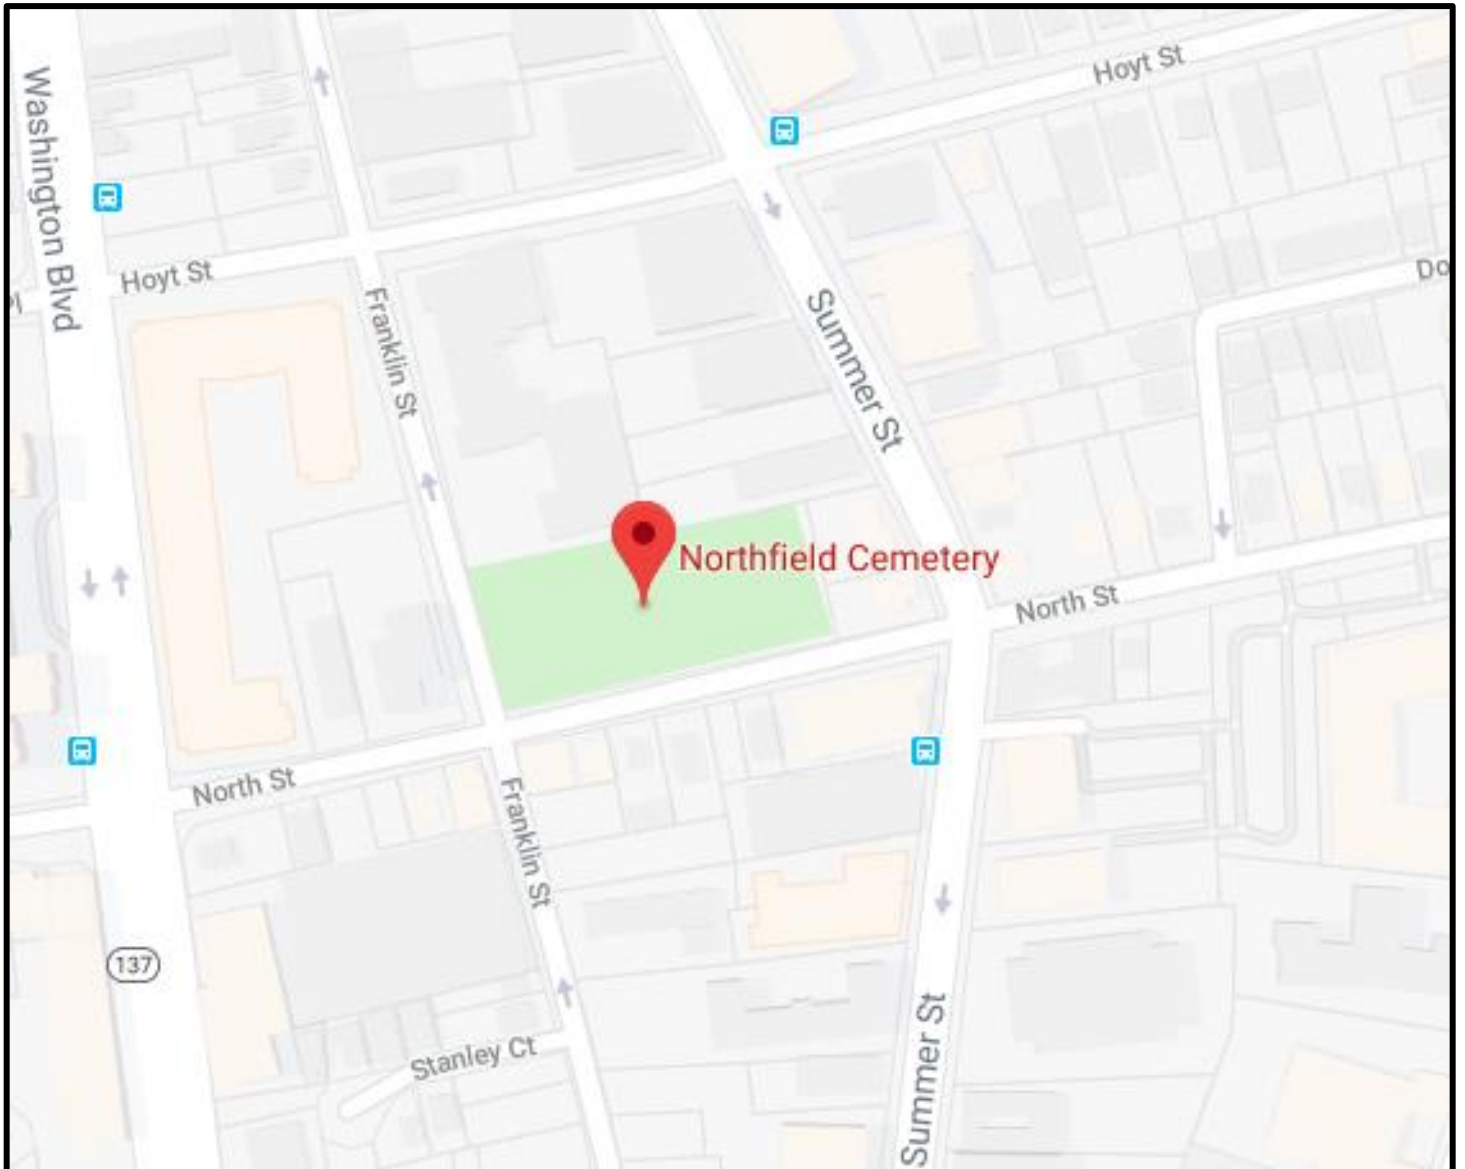 Hoyt St
Washington Blvd
Hoyt St
Do
Franklin St
Summer St
Northfield Cemetery
North St
North St
Franklin St
137
Stanley Ct
Summer St